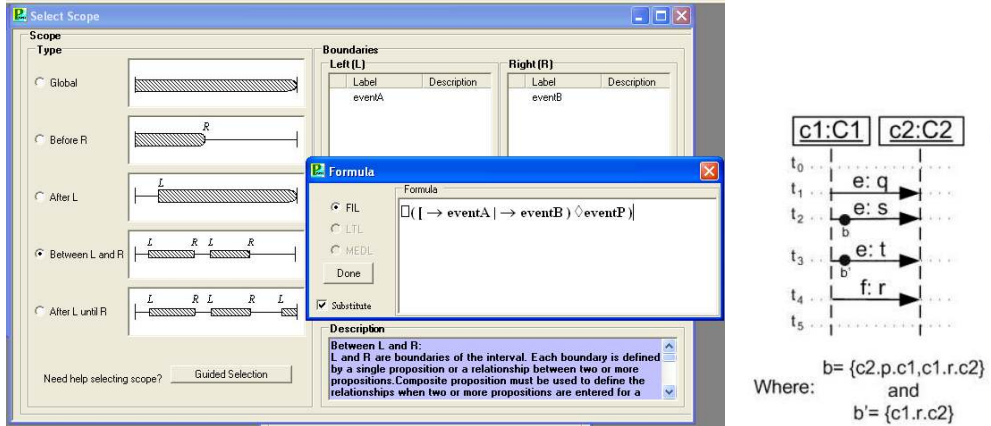 Select Scope
Scope
Type
Global
R
Before R
L
After L
L R L R
Between L and R
L R L R L
After L until R
Need help selecting scope?
Guided Selection
Boundaries
Left (L)
Label Description
eventA
Right (R)
Label Description
eventB
Formula
FIL
LTL
MEDL
Done
Substitute
Formula
□( [ → eventA | → eventB ) ◊eventP )
Description
Between L and R:
L and R are boundaries of the interval. Each boundary is defined
by a single proposition or a relationship between two or more
propositions.Composite proposition must be used to define the
relationships when two or more propositions are entered for a
c1:C1 c2:C2
t0
t1 e: q
t2 e: s
b
t3 e: t
b'
t4 f: r
t5
Where:
b= {c2.p.c1,c1.r.c2}
and
b'= {c1.r.c2}